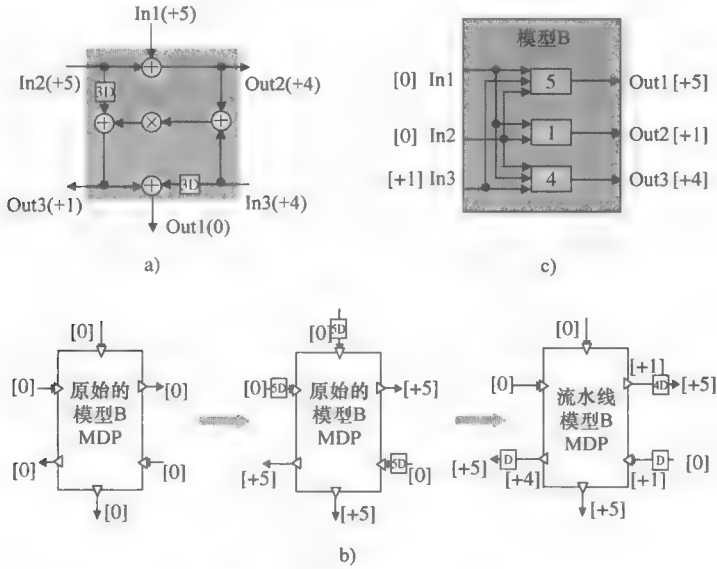 In1(+5)
In2(+5)
Out2(+4)
3D
3D
Out3(+1)
In3(+4)
Out1(0)
a)
模型B
[0] In1
5
Out1[+5]
[0] In2
1
Out2[+1]
[+1] In3
4
Out3[+4]
c)
[0]
[0]
[0]
原始的
模型B
MDP
[0]
[0]
[0]
[0] 5D
[0] 5D
[+5]
原始的
模型B
MDP
5D
[+5]
[0]
[+5]
[0]
[0]
[+1]
4D
[+5]
流水线
模型B
MDP
D
D
[0]
[+5]
[+4]
[+1]
[+5]
b)